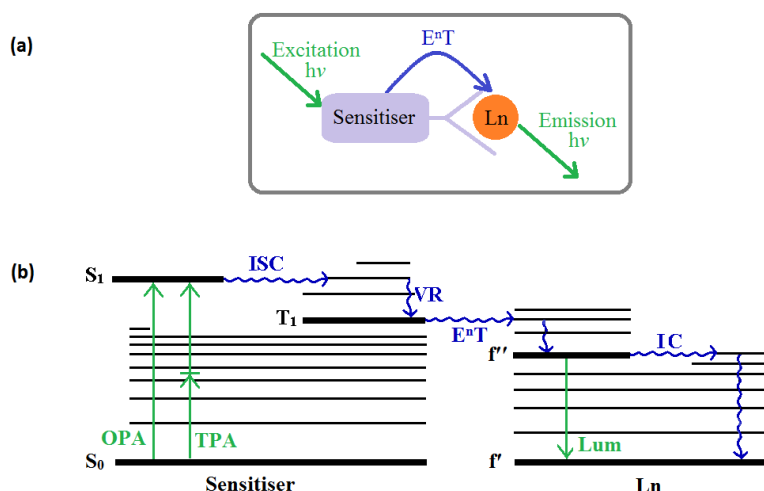 (a)
EⁿT
Excitation
hν
Sensitiser
Ln
Emission
hν
(b)
S₁
ISC
VR
T₁
EⁿT
f''
IC
OPA
TPA
Lum
S₀
f'
Sensitiser
Ln